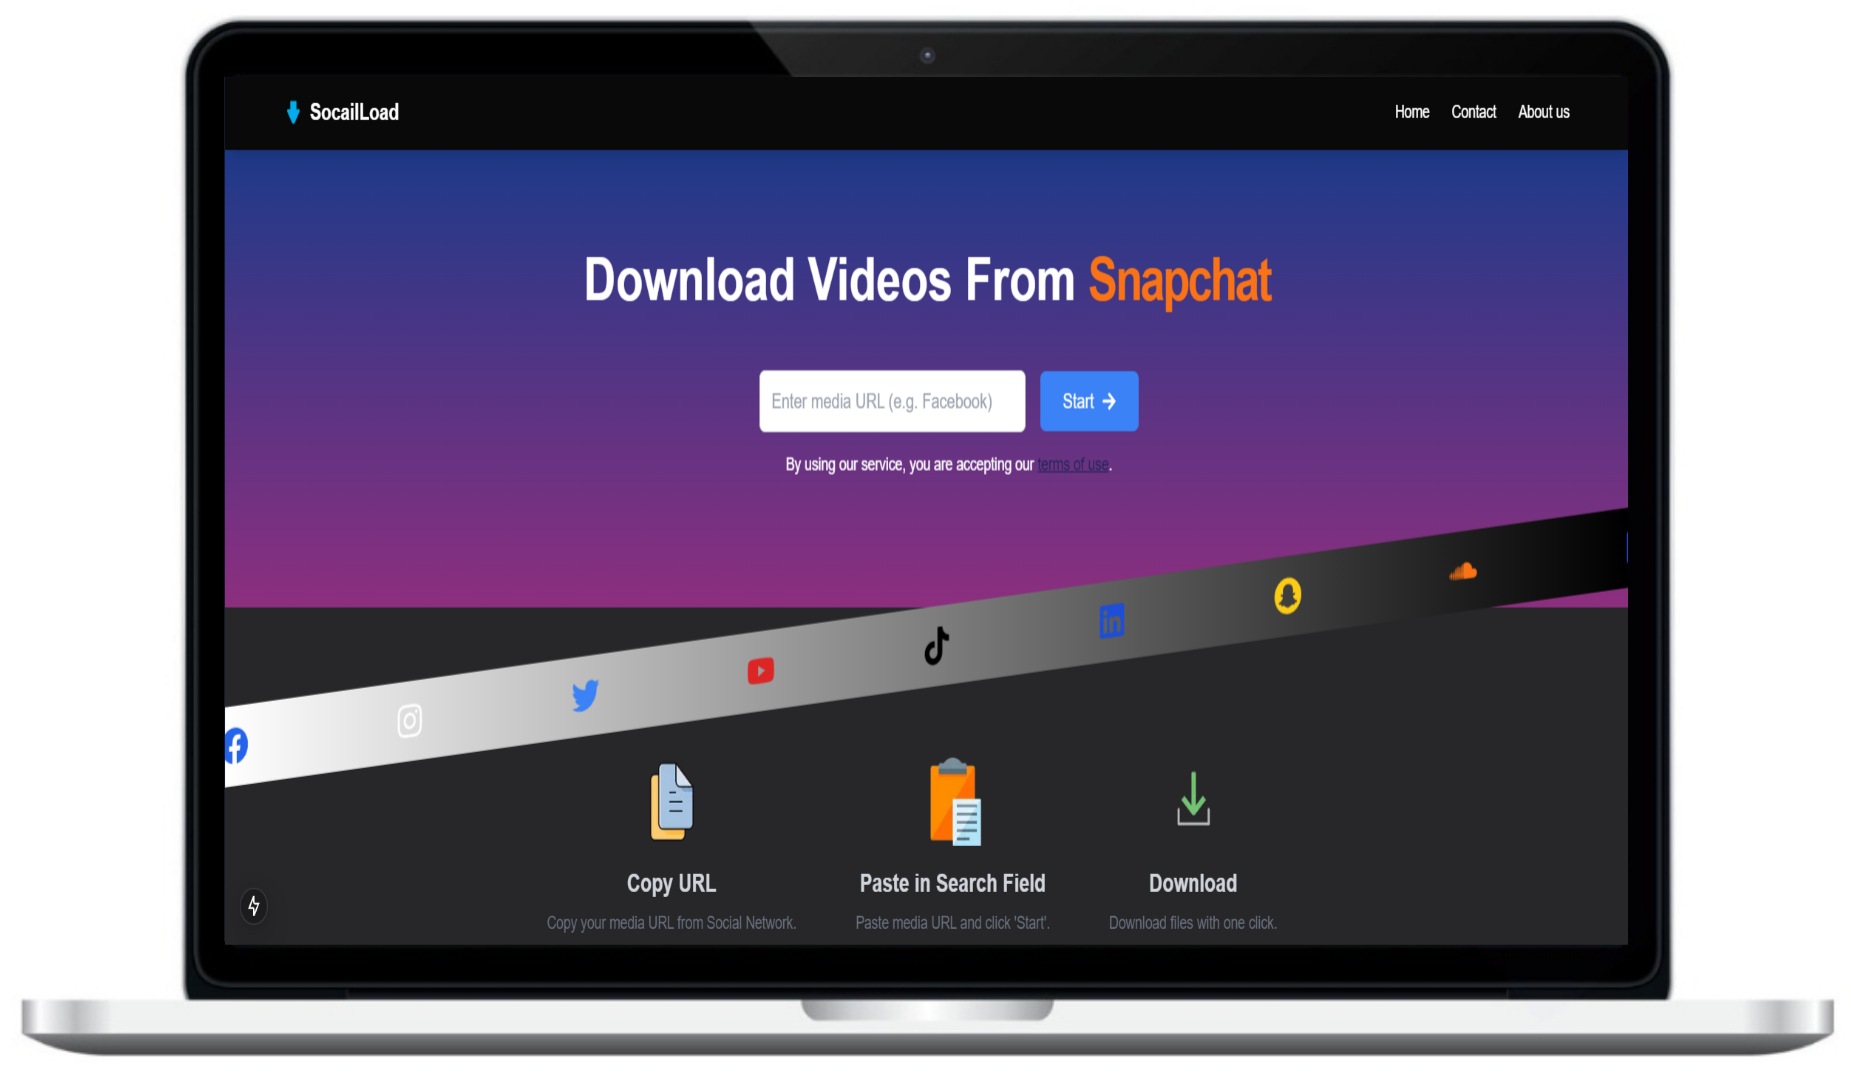 SocailLoad
Home Contact About us
Download Videos From Snapchat
Enter media URL (e.g. Facebook)
Start
By using our service, you are accepting our terms of use.
in
Copy URL
Paste in Search Field
Download
Copy your media URL from Social Network.
Paste media URL and click 'Start'.
Download files with one click.